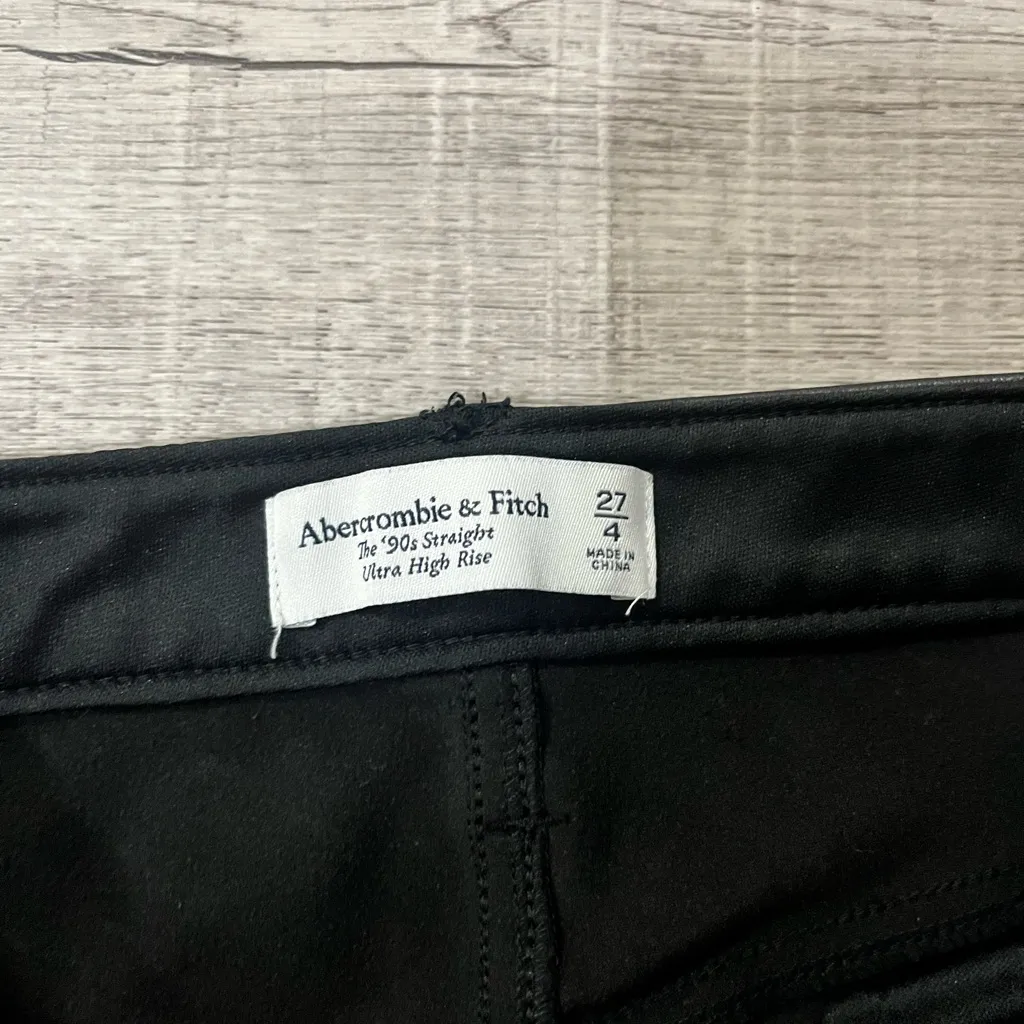 Abercrombie & Fitch
The '90s Straight
Ultra High Rise
27
4
MADE IN
CHINA